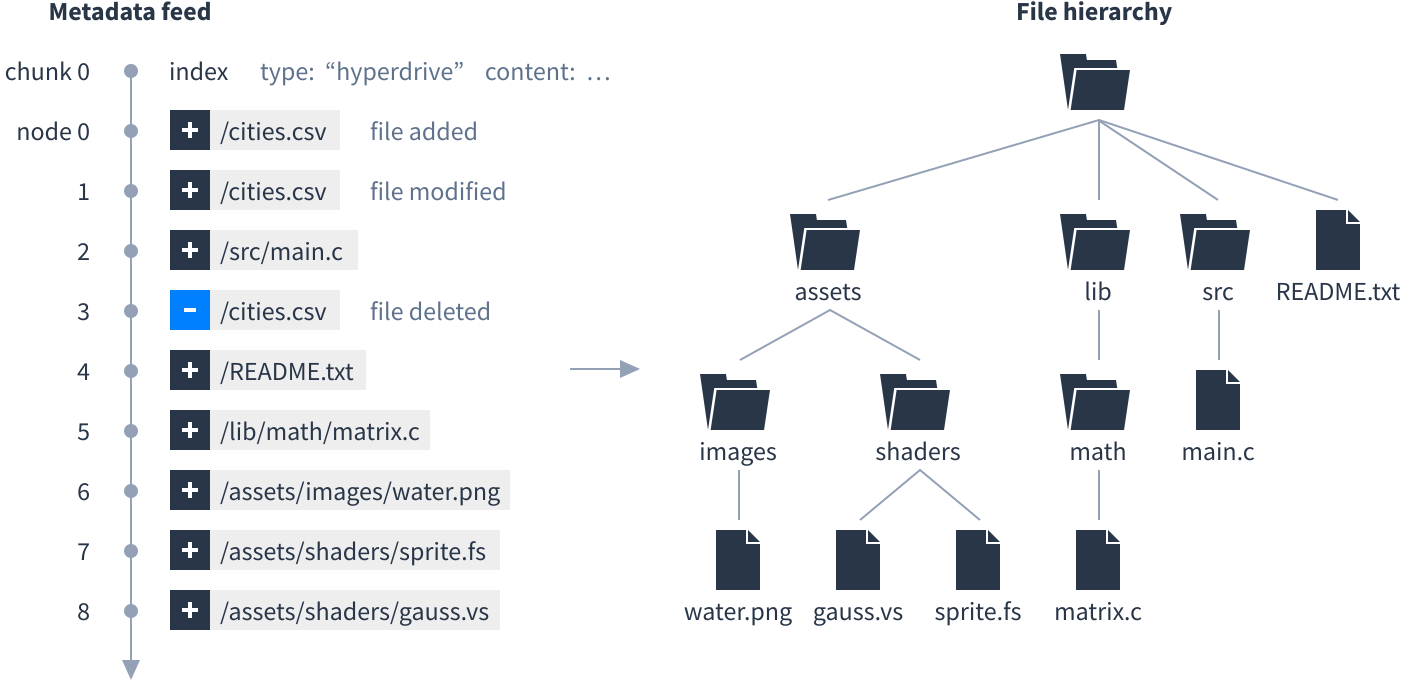 Metadata feed
chunk 0 index type: “hyperdrive” content: …
node 0 + /cities.csv file added
1 + /cities.csv file modified
2 + /src/main.c
3 - /cities.csv file deleted
4 + /README.txt
5 + /lib/math/matrix.c
6 + /assets/images/water.png
7 + /assets/shaders/sprite.fs
8 + /assets/shaders/gauss.vs
File hierarchy
assets lib src README.txt
images shaders math main.c
water.png gauss.vs sprite.fs matrix.c